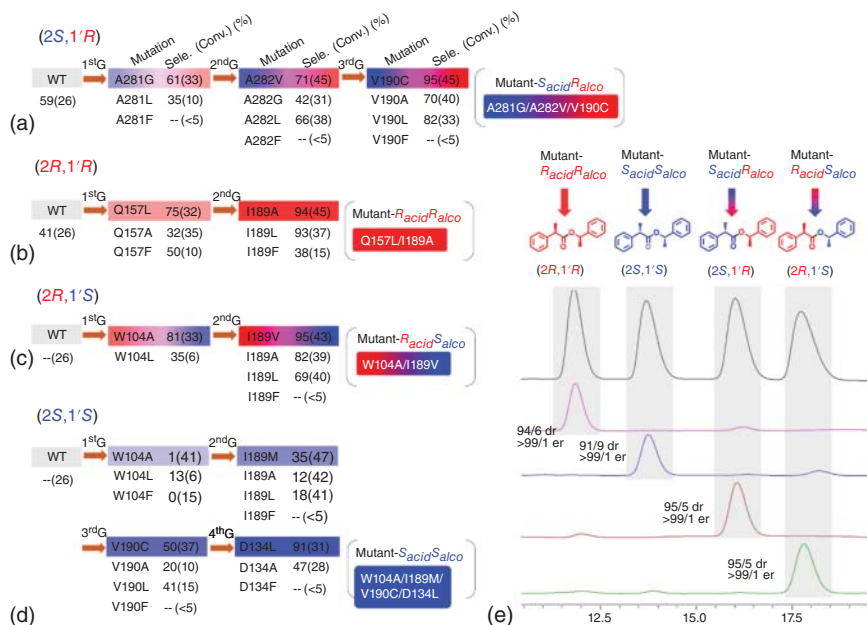 (2S,1′R)
Mutation Sele. (Conv.) (%) Mutation Sele. (Conv.) (%) Mutation Sele. (Conv.) (%)
1stG 2ndG 3rdG
WT A281G 61(33) A282V 71(45) V190C 95(45) Mutant-SacidRalco
59(26) A281L 35(10) A282G 42(31) V190A 70(40) A281G/A282V/V190C
A281F -- (<5) A282L 66(38) V190L 82(33)
A282F -- (<5) V190F -- (<5)
(a)
(2R,1′R)
1stG 2ndG
WT Q157L 75(32) I189A 94(45) Mutant-RacidRalco
41(26) Q157A 32(35) I189L 93(37) Q157L/I189A
Q157F 50(10) I189F 38(15)
(b)
(2R,1′S)
1stG 2ndG
WT W104A 81(33) I189V 95(43) Mutant-RacidSalco
--(26) W104L 35(6) I189A 82(39) W104A/I189V
I189L 69(40)
I189F -- (<5)
(c)
(2S,1′S)
1stG 2ndG
WT W104A 1(41) I189M 35(47)
--(26) W104L 13(6) I189A 12(42)
W104F 0(15) I189L 18(41)
I189F -- (<5)
3rdG 4thG
V190C 50(37) D134L 91(31) Mutant-SacidSalco
V190A 20(10) D134A 47(28) W104A/I189M/
V190L 41(15) D134F -- (<5) V190C/D134L
V190F -- (<5)
(d)
Mutant- Mutant- Mutant- Mutant-
RacidRalco SacidSalco SacidRalco RacidSalco
O O O O
O O O O
(2R,1′R) (2S,1′S) (2S,1′R) (2R,1′S)
94/6 dr
>99/1 er
91/9 dr
>99/1 er
95/5 dr
>99/1 er
95/5 dr
>99/1 er
12.5 15.0 17.5
(e)